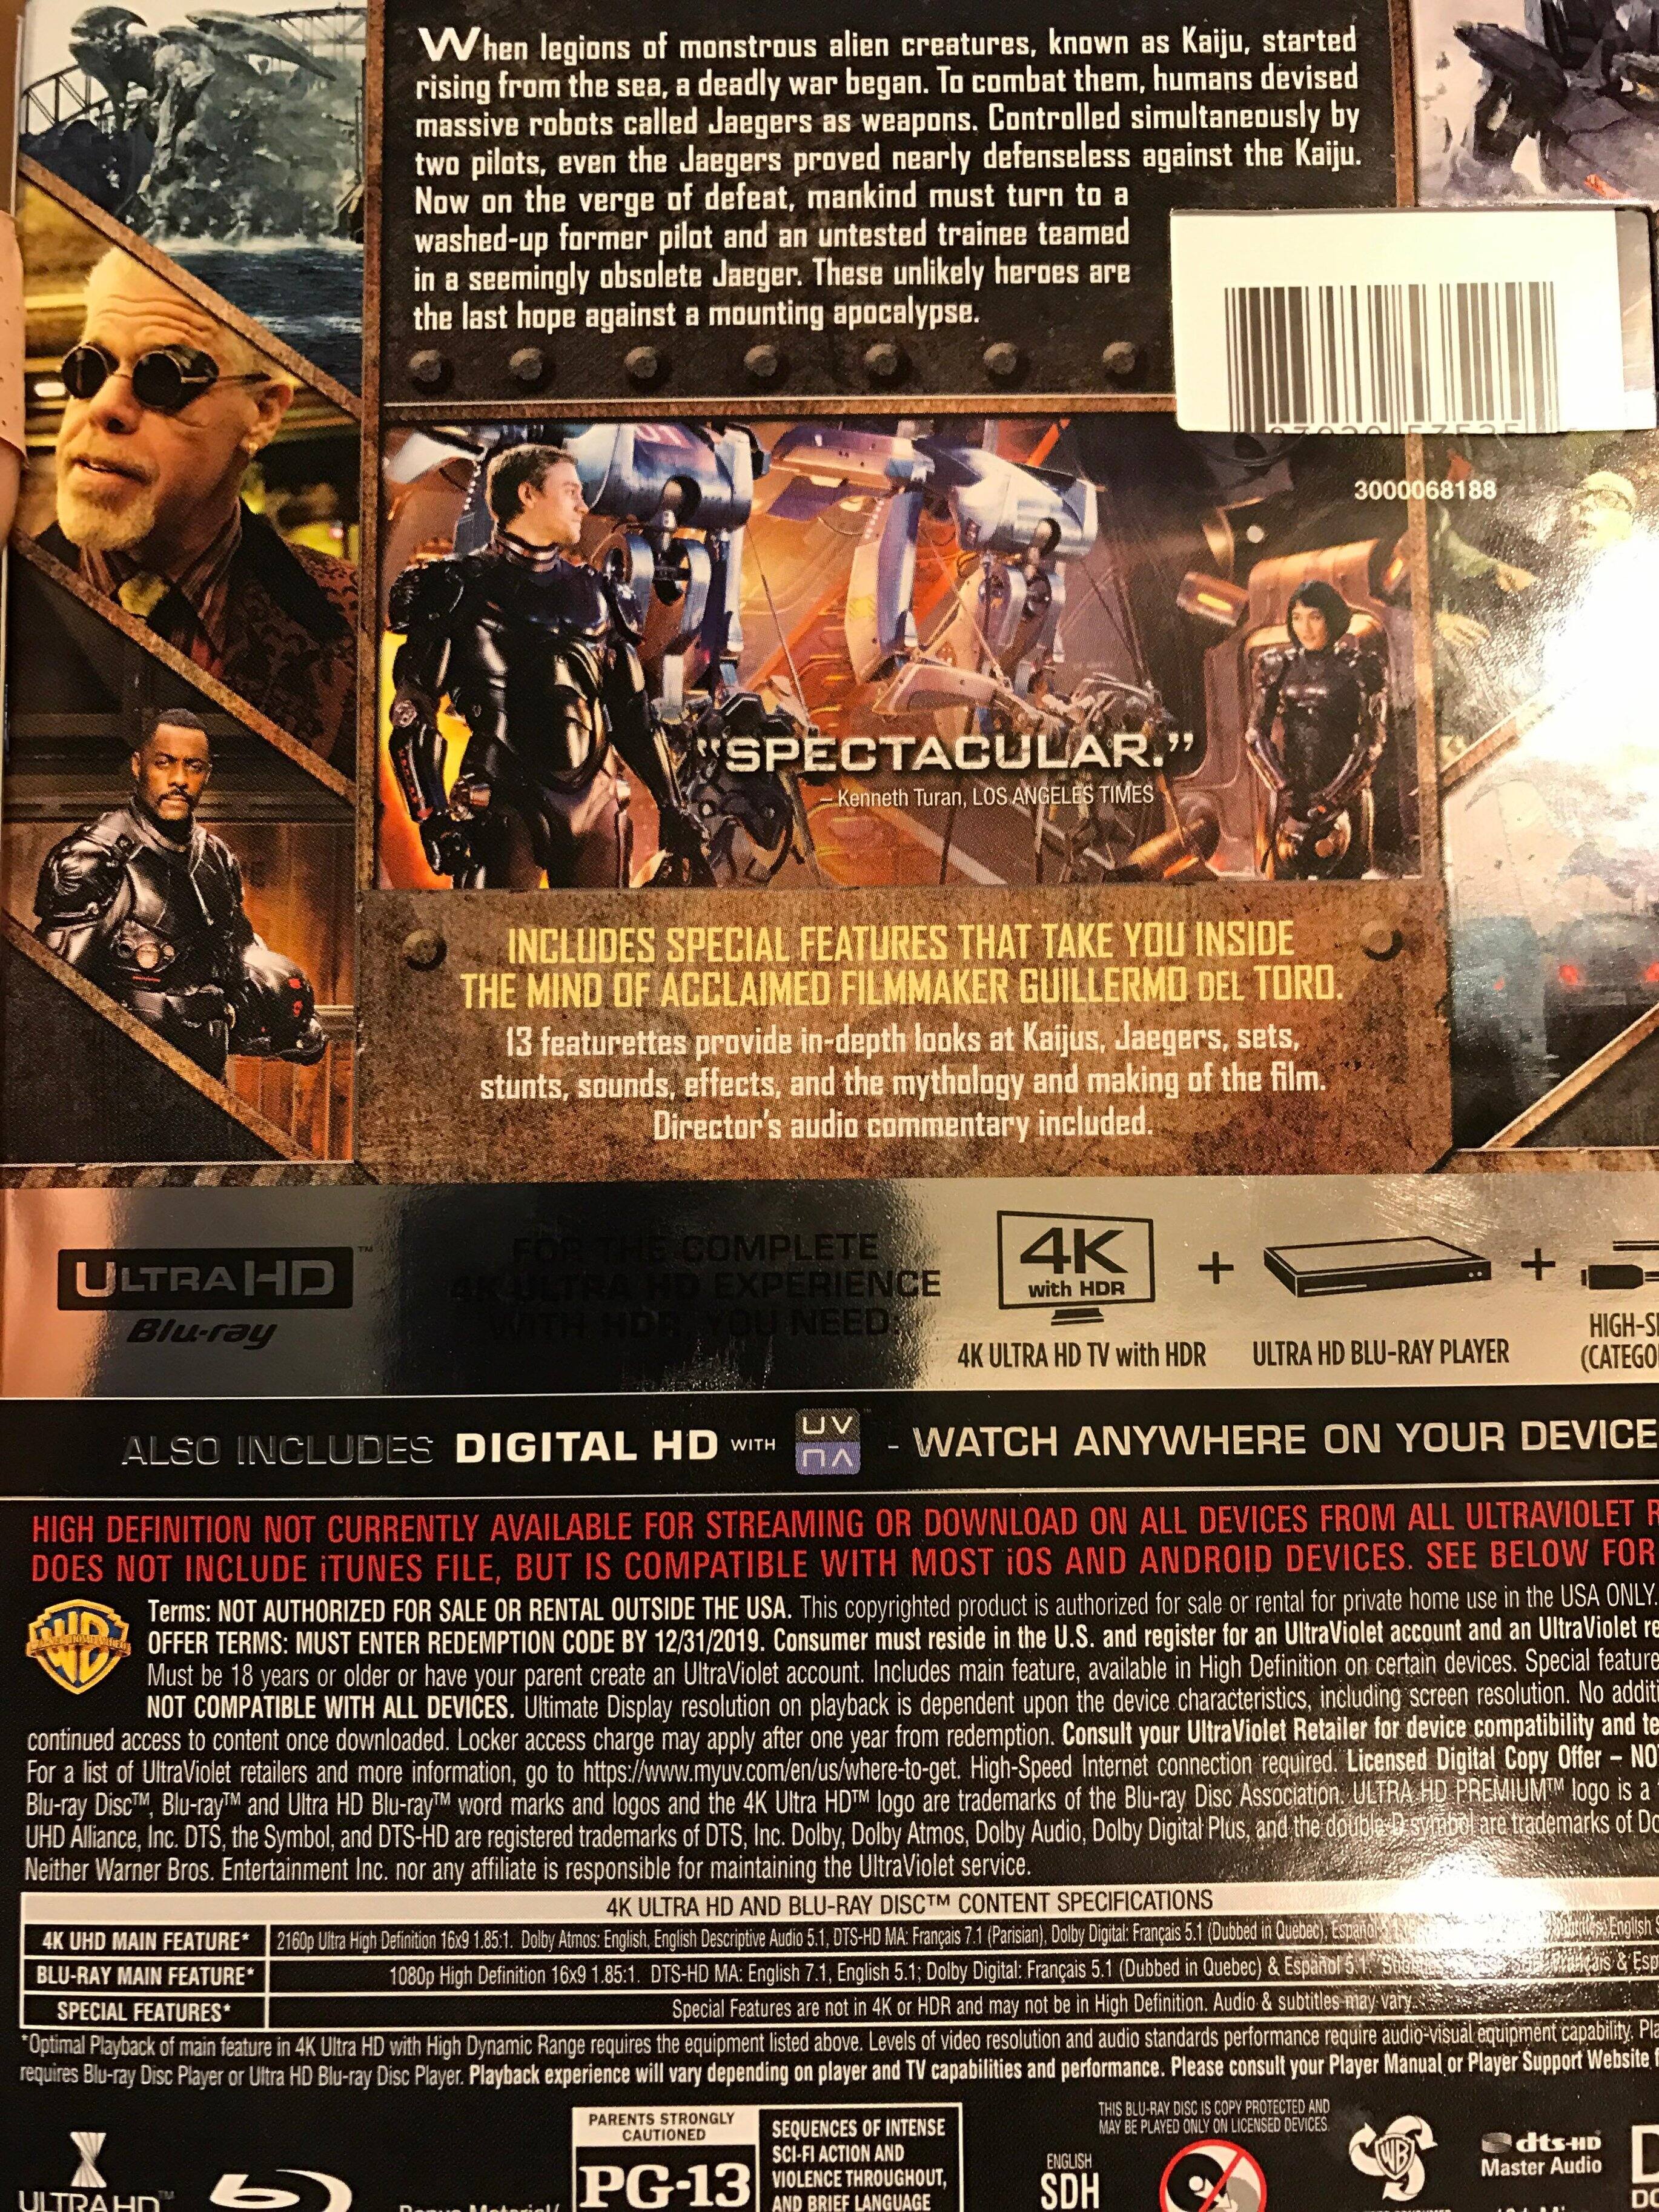 When legions of monstrous alien creatures, known as Kaiju, started
rising from the sea, a deadly war began. To combat them, humans devised
massive robots called Jaegers as weapons. Controlled simultaneously by
two pilots, even the Jaegers proved nearly defenseless against the Kaiju.
Now on the verge of defeat, mankind must turn to a
washed-up former pilot and an untested trainee teamed
in a seemingly obsolete Jaeger. These unlikely heroes are
the last hope against a mounting apocalypse.
3000068188
01
"SPECTACULAR."
– Kenneth Turan, LOS ANGELES TIMES
INCLUDES SPECIAL FEATURES THAT TAKE YOU INSIDE
THE MIND OF ACCLAIMED FILMMAKER GUILLERMO DEL TORO.
13 featurettes provide in-depth looks at Kaijus, Jaegers, sets,
stunts, sounds, effects, and the mythology and making of the film.
Director's audio commentary included.
ULTRA HD™
Blu-ray
FOR THE COMPLETE
4K ULTRA HD EXPERIENCE
WITH HDR, YOU NEED:
4K
with HDR
+
+
4K ULTRA HD TV with HDR
ULTRA HD BLU-RAY PLAYER
HIGH-S
(CATEGO
ALSO INCLUDES DIGITAL HD WITH UV - WATCH ANYWHERE ON YOUR DEVICE
HIGH DEFINITION NOT CURRENTLY AVAILABLE FOR STREAMING OR DOWNLOAD ON ALL DEVICES FROM ALL ULTRAVIOLET R
DOES NOT INCLUDE iTUNES FILE, BUT IS COMPATIBLE WITH MOST iOS AND ANDROID DEVICES. SEE BELOW FOR
WB
Terms: NOT AUTHORIZED FOR SALE OR RENTAL OUTSIDE THE USA. This copyrighted product is authorized for sale or rental for private home use in the USA ONLY.
OFFER TERMS: MUST ENTER REDEMPTION CODE BY 12/31/2019. Consumer must reside in the U.S. and register for an UltraViolet account and an UltraViolet re
Must be 18 years or older or have your parent create an UltraViolet account. Includes main feature, available in High Definition on certain devices. Special feature
NOT COMPATIBLE WITH ALL DEVICES. Ultimate Display resolution on playback is dependent upon the device characteristics, including screen resolution. No additi
continued access to content once downloaded. Locker access charge may apply after one year from redemption. Consult your UltraViolet Retailer for device compatibility and te
For a list of UltraViolet retailers and more information, go to https://www.myuv.com/en/us/where-to-get. High-Speed Internet connection required. Licensed Digital Copy Offer – NO
Blu-ray Disc™, Blu-ray™ and Ultra HD Blu-ray™ word marks and logos and the 4K Ultra HD™ logo are trademarks of the Blu-ray Disc Association. ULTRA HD PREMIUM™ logo is a
UHD Alliance, Inc. DTS, the Symbol, and DTS-HD are registered trademarks of DTS, Inc. Dolby, Dolby Atmos, Dolby Audio, Dolby Digital Plus, and the double-D symbol are trademarks of Do
Neither Warner Bros. Entertainment Inc. nor any affiliate is responsible for maintaining the UltraViolet service.
4K ULTRA HD AND BLU-RAY DISC™ CONTENT SPECIFICATIONS
4K UHD MAIN FEATURE* 2160p Ultra High Definition 16x9 1.85:1. Dolby Atmos: English, English Descriptive Audio 5.1, DTS-HD MA: Français 7.1 (Parisian), Dolby Digital: Français 5.1 (Dubbed in Quebec), Español English
BLU-RAY MAIN FEATURE* 1080p High Definition 16x9 1.85:1. DTS-HD MA: English 7.1, English 5.1; Dolby Digital: Français 5.1 (Dubbed in Quebec) & Español 5.1. Français & Esp
SPECIAL FEATURES* Special Features are not in 4K or HDR and may not be in High Definition. Audio & subtitles may vary.
*Optimal Playback of main feature in 4K Ultra HD with High Dynamic Range requires the equipment listed above. Levels of video resolution and audio standards performance require audio-visual equipment capability. Pla
requires Blu-ray Disc Player or Ultra HD Blu-ray Disc Player. Playback experience will vary depending on player and TV capabilities and performance. Please consult your Player Manual or Player Support Website f
PARENTS STRONGLY
CAUTIONED
PG-13
SEQUENCES OF INTENSE
SCI-FI ACTION AND
VIOLENCE THROUGHOUT,
AND BRIEF LANGUAGE
THIS BLU-RAY DISC IS COPY PROTECTED AND
MAY BE PLAYED ONLY ON LICENSED DEVICES.
ENGLISH
SDH
WB
dts-HD
Master Audio
ULTRA HD™
Bonus Material/